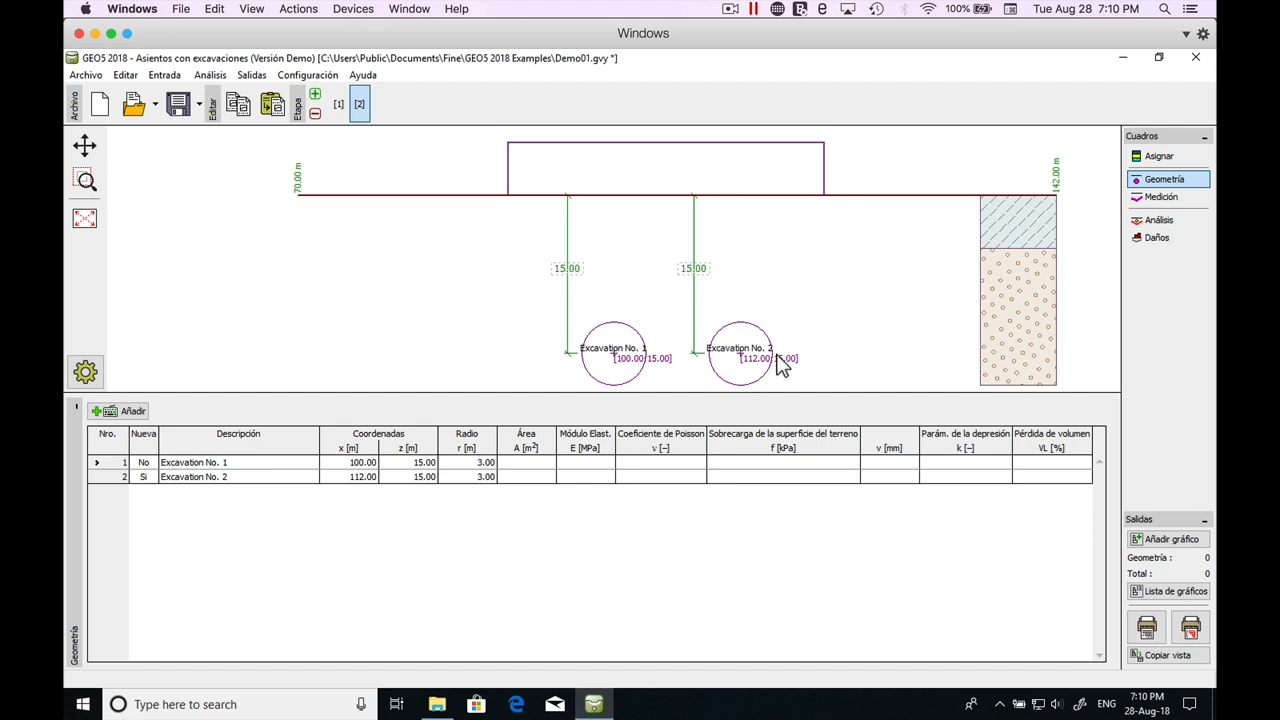 Windows File Edit View Actions Devices Window Help 100% Tue Aug 28 7:10 PM
Windows
GEO5 2018 - Asientos con excavaciones (Versión Demo) [C:\Users\Public\Documents\Fine\GEO5 2018 Examples\Demo01.gvy *]
Archivo Editar Entrada Análisis Salidas Configuración Ayuda
Archivo Editar Etapa [1] [2]
Cuadros
Asignar
Geometría
Medición
Análisis
Daños
70.00 m 142.00 m
15.00 15.00
Excavation No. 1 Excavation No. 2
[100.00 15.00] [112.00
Añadir
Nro. Nueva Descripción Coordenadas Radio Área Módulo Elast. Coeficiente de Poisson Sobrecarga de la superficie del terreno Parám. de la depresión Pérdida de volumen
x [m] z [m] r [m] A [m²] E [MPa] ν [–] f [kPa] v [mm] k [–] VL [%]
1 No Excavation No. 1 100.00 15.00 3.00
2 Si Excavation No. 2 112.00 15.00 3.00
Geometría
Salidas
Añadir gráfico
Geometría : 0
Total : 0
Lista de gráficos
Copiar vista
Type here to search
ENG
7:10 PM
28-Aug-18